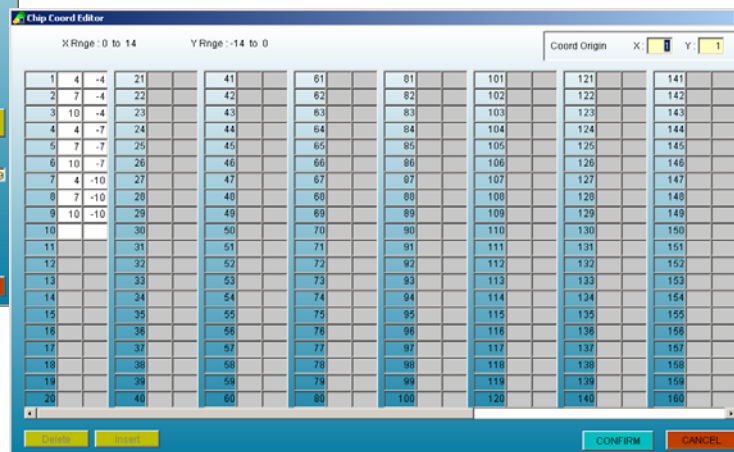 Chip Coord Editor
X Rnge : 0 to 14 Y Rnge : -14 to 0 Coord Origin X : 1 Y : 1
1 4 -4 21 41 61 81 101 121 141
2 7 -4 22 42 62 82 102 122 142
3 10 -4 23 43 63 83 103 123 143
4 4 -7 24 44 64 84 104 124 144
5 7 -7 25 45 65 85 105 125 145
6 10 -7 26 46 66 86 106 126 146
7 4 -10 27 47 67 87 107 127 147
8 7 -10 28 48 68 88 108 128 148
9 10 -10 29 49 69 89 109 129 149
10 30 50 70 90 110 130 150
11 31 51 71 91 111 131 151
12 32 52 72 92 112 132 152
13 33 53 73 93 113 133 153
14 34 54 74 94 114 134 154
15 35 55 75 95 115 135 155
16 36 56 76 96 116 136 156
17 37 57 77 97 117 137 157
18 38 58 78 98 118 138 158
19 39 59 79 99 119 139 159
20 40 60 80 100 120 140 160
Delete Insert CONFIRM CANCEL